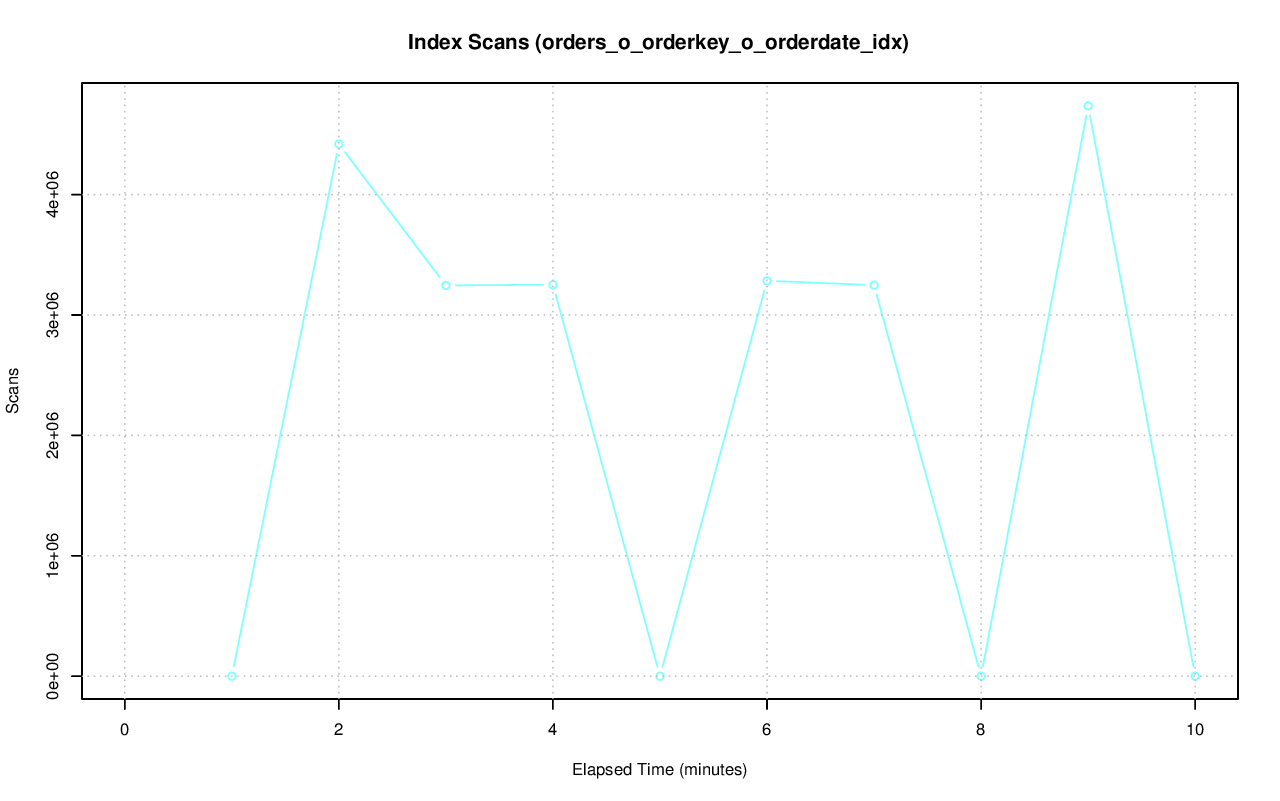 Index Scans (orders_o_orderkey_o_orderdate_idx)
4e+06
3e+06
2e+06
1e+06
0e+00
Scans
0 2 4 6 8 10
Elapsed Time (minutes)